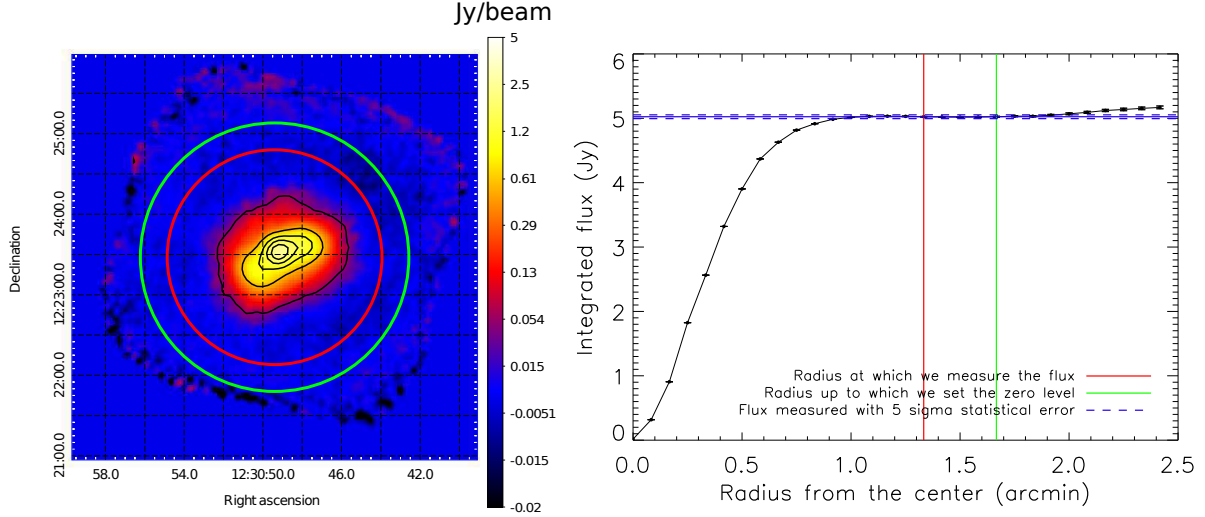 Jy/beam
5
2.5
1.2
0.61
0.29
0.13
0.054
0.015
-0.0051
-0.015
-0.02
Declination
25:00.0
24:00.0
12:23:00.0
22:00.0
21:00.0
58.0 54.0 12:30:50.0 46.0 42.0
Right ascension
Integrated flux (Jy)
6
5
4
3
2
1
0
Radius at which we measure the flux
Radius up to which we set the zero level
Flux measured with 5 sigma statistical error
0.0 0.5 1.0 1.5 2.0 2.5
Radius from the center (arcmin)